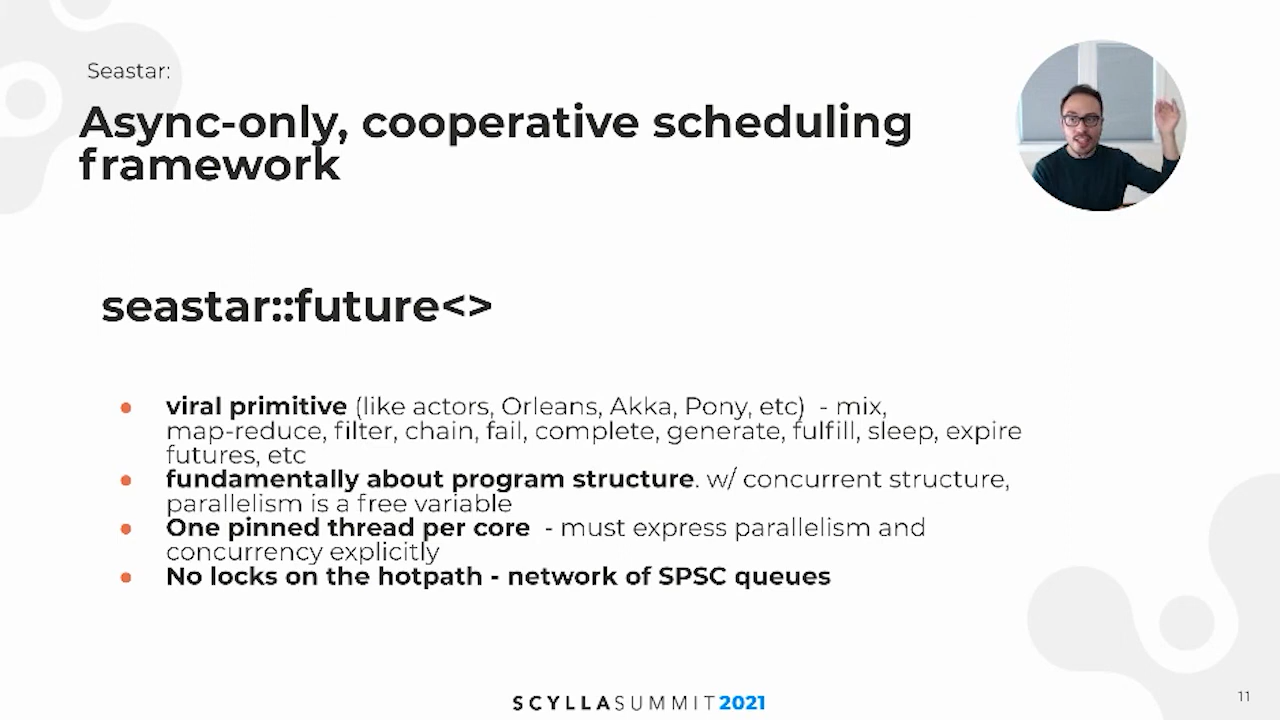 Seastar:
Async-only, cooperative scheduling
framework
seastar::future<>
● viral primitive (like actors, Orleans, Akka, Pony, etc)  - mix,
map-reduce, filter, chain, fail, complete, generate, fulfill, sleep, expire
futures, etc
● fundamentally about program structure. w/ concurrent structure,
parallelism is a free variable
● One pinned thread per core  - must express parallelism and
concurrency explicitly
● No locks on the hotpath - network of SPSC queues
SCYLLASUMMIT2021
11